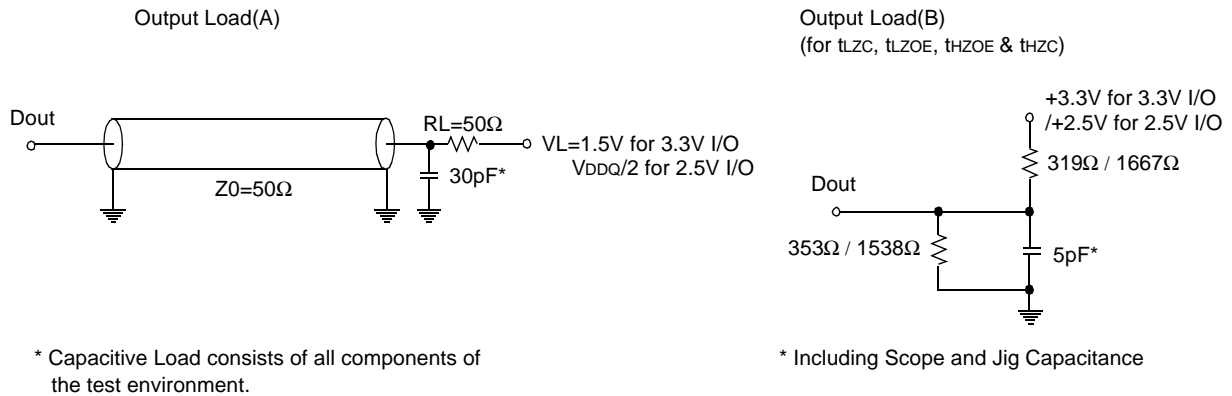 Output Load(A)
Dout
Z0=50Ω
RL=50Ω
30pF*
VL=1.5V for 3.3V I/O
VDDQ/2 for 2.5V I/O
* Capacitive Load consists of all components of
the test environment.
Output Load(B)
(for tLZC, tLZOE, tHZOE & tHZC)
+3.3V for 3.3V I/O
/+2.5V for 2.5V I/O
319Ω / 1667Ω
Dout
353Ω / 1538Ω
5pF*
* Including Scope and Jig Capacitance